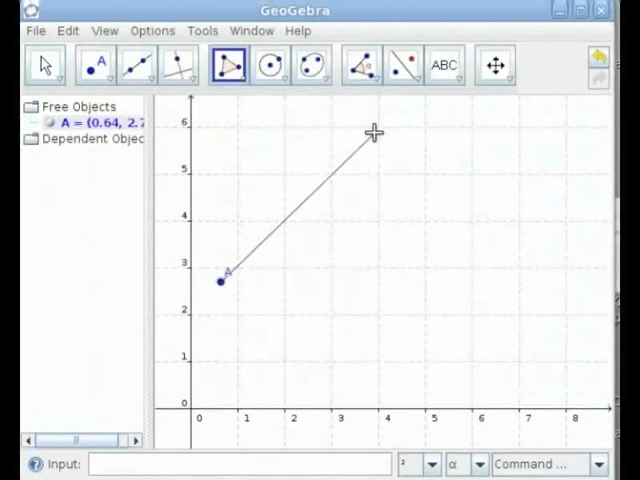 GeoGebra
File Edit View Options Tools Window Help
A ABC
Free Objects
A = (0.64, 2.7
Dependent Objec
6
5
4
3
2
1
0
0 1 2 3 4 5 6 7 8
A
Input: ² α Command ...